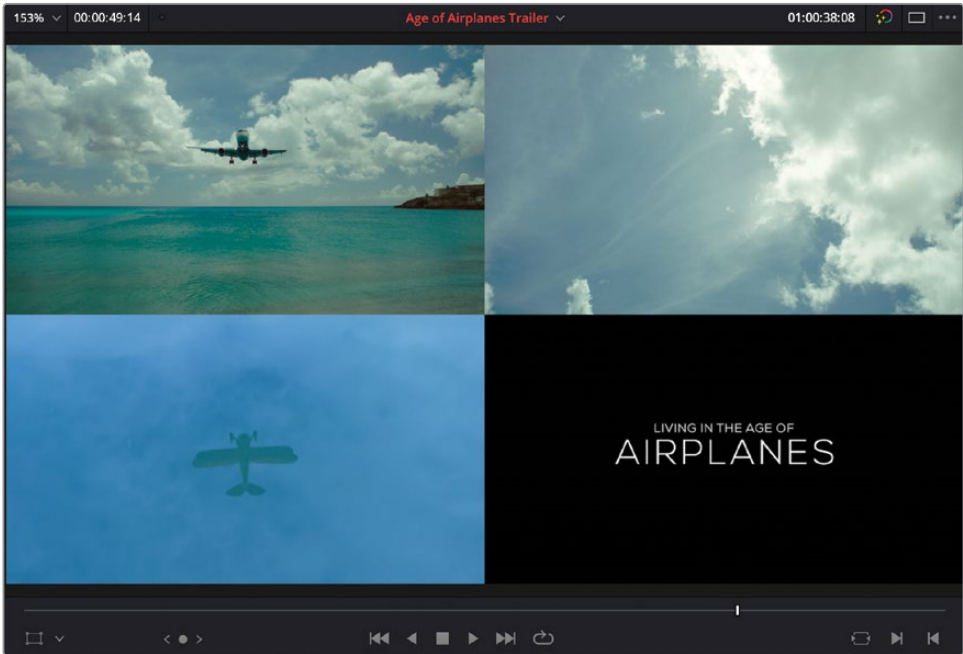 153% 00:00:49:14 Age of Airplanes Trailer 01:00:38:08
LIVING IN THE AGE OF
AIRPLANES